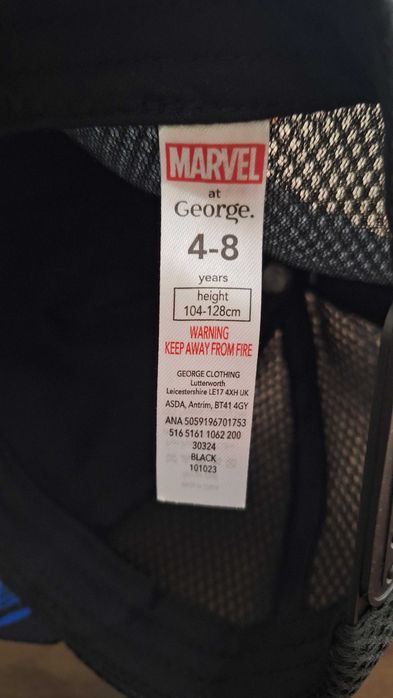 MARVEL
at
George.
4-8
years
height
104-128cm
WARNING
KEEP AWAY FROM FIRE
GEORGE CLOTHING
Lutterworth
Leicestershire LE17 4XH UK
ASDA, Antrim, BT41 4GY
ANA 5059196701753
516 5161 1062 200
30324
BLACK
101023